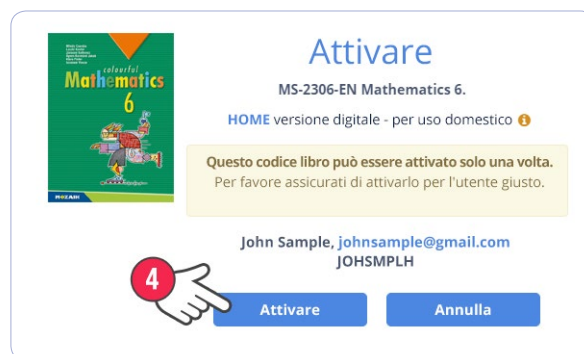 Attivare
colourful
Mathematics
6
MOZAIK
MS-2306-EN Mathematics 6.
HOME versione digitale - per uso domestico
Questo codice libro può essere attivato solo una volta.
Per favore assicurati di attivarlo per l'utente giusto.
John Sample, johnsample@gmail.com
JOHSMPLH
4
Attivare
Annulla